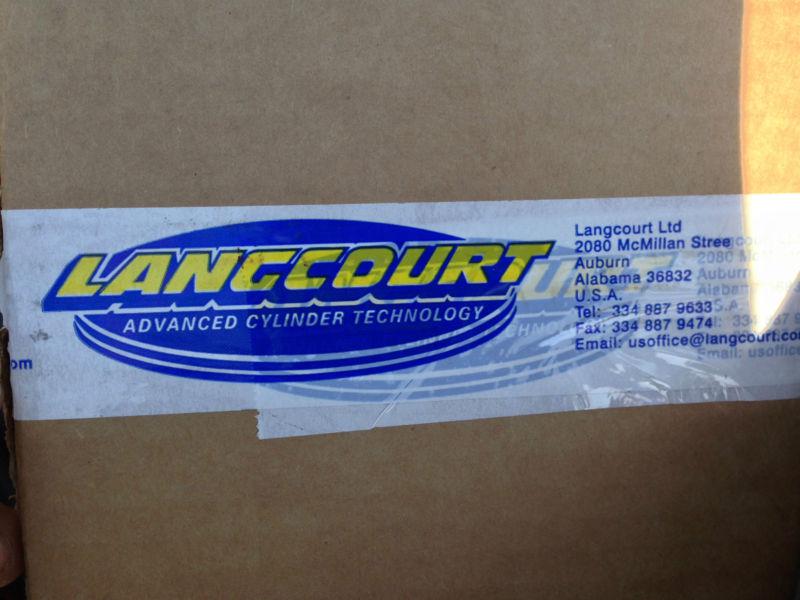 LANGCOURT
ADVANCED CYLINDER TECHNOLOGY
Langcourt Ltd
2080 McMillan Stree
Auburn
Alabama 36832
U.S.A.
Tel: 334 887 9633
Fax: 334 887 9474
Email: usoffice@langcourt.co
om